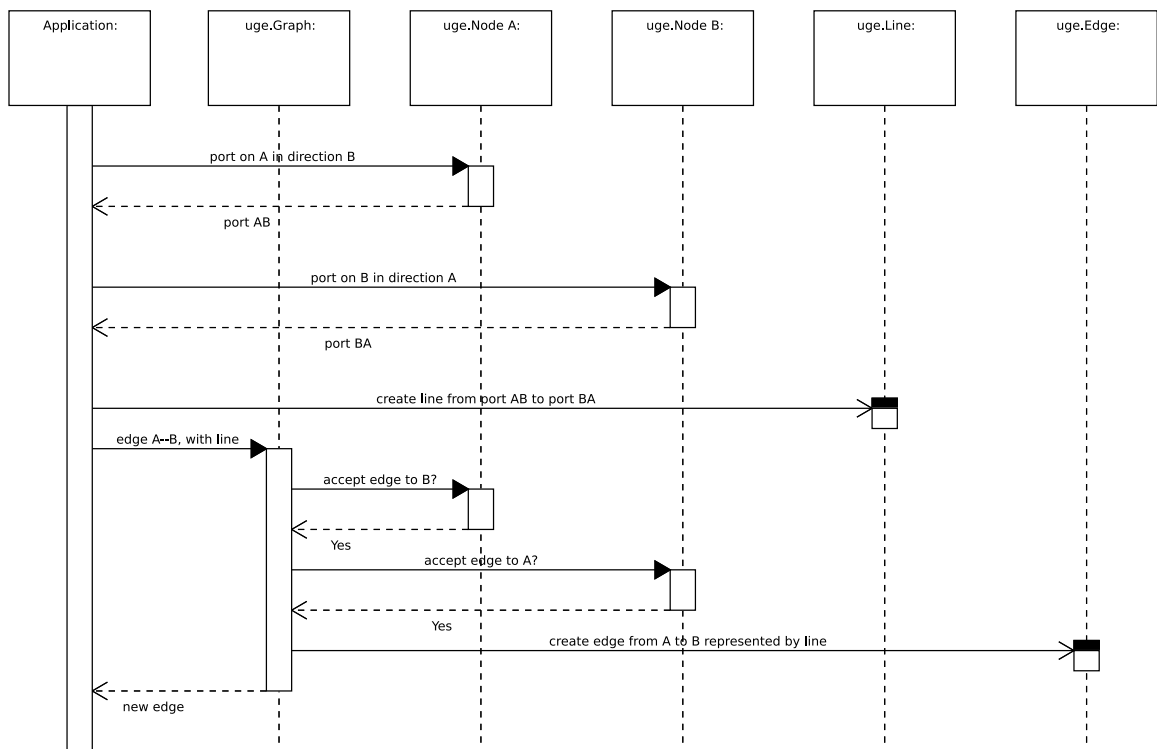 Application:
uge.Graph:
uge.Node A:
uge.Node B:
uge.Line:
uge.Edge:
port on A in direction B
port AB
port on B in direction A
port BA
create line from port AB to port BA
edge A--B, with line
accept edge to B?
Yes
accept edge to A?
Yes
create edge from A to B represented by line
new edge